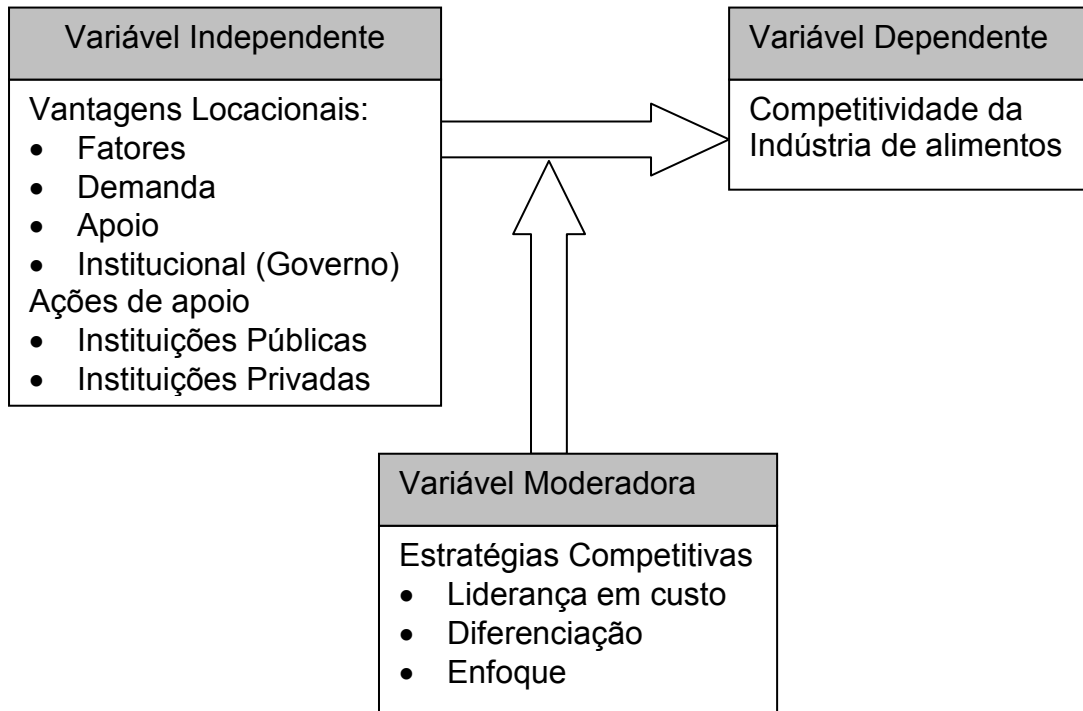 Variável Independente
Vantagens Locacionais:
• Fatores
• Demanda
• Apoio
• Institucional (Governo)
Ações de apoio
• Instituições Públicas
• Instituições Privadas
Variável Dependente
Competitividade da
Indústria de alimentos
Variável Moderadora
Estratégias Competitivas
• Liderança em custo
• Diferenciação
• Enfoque